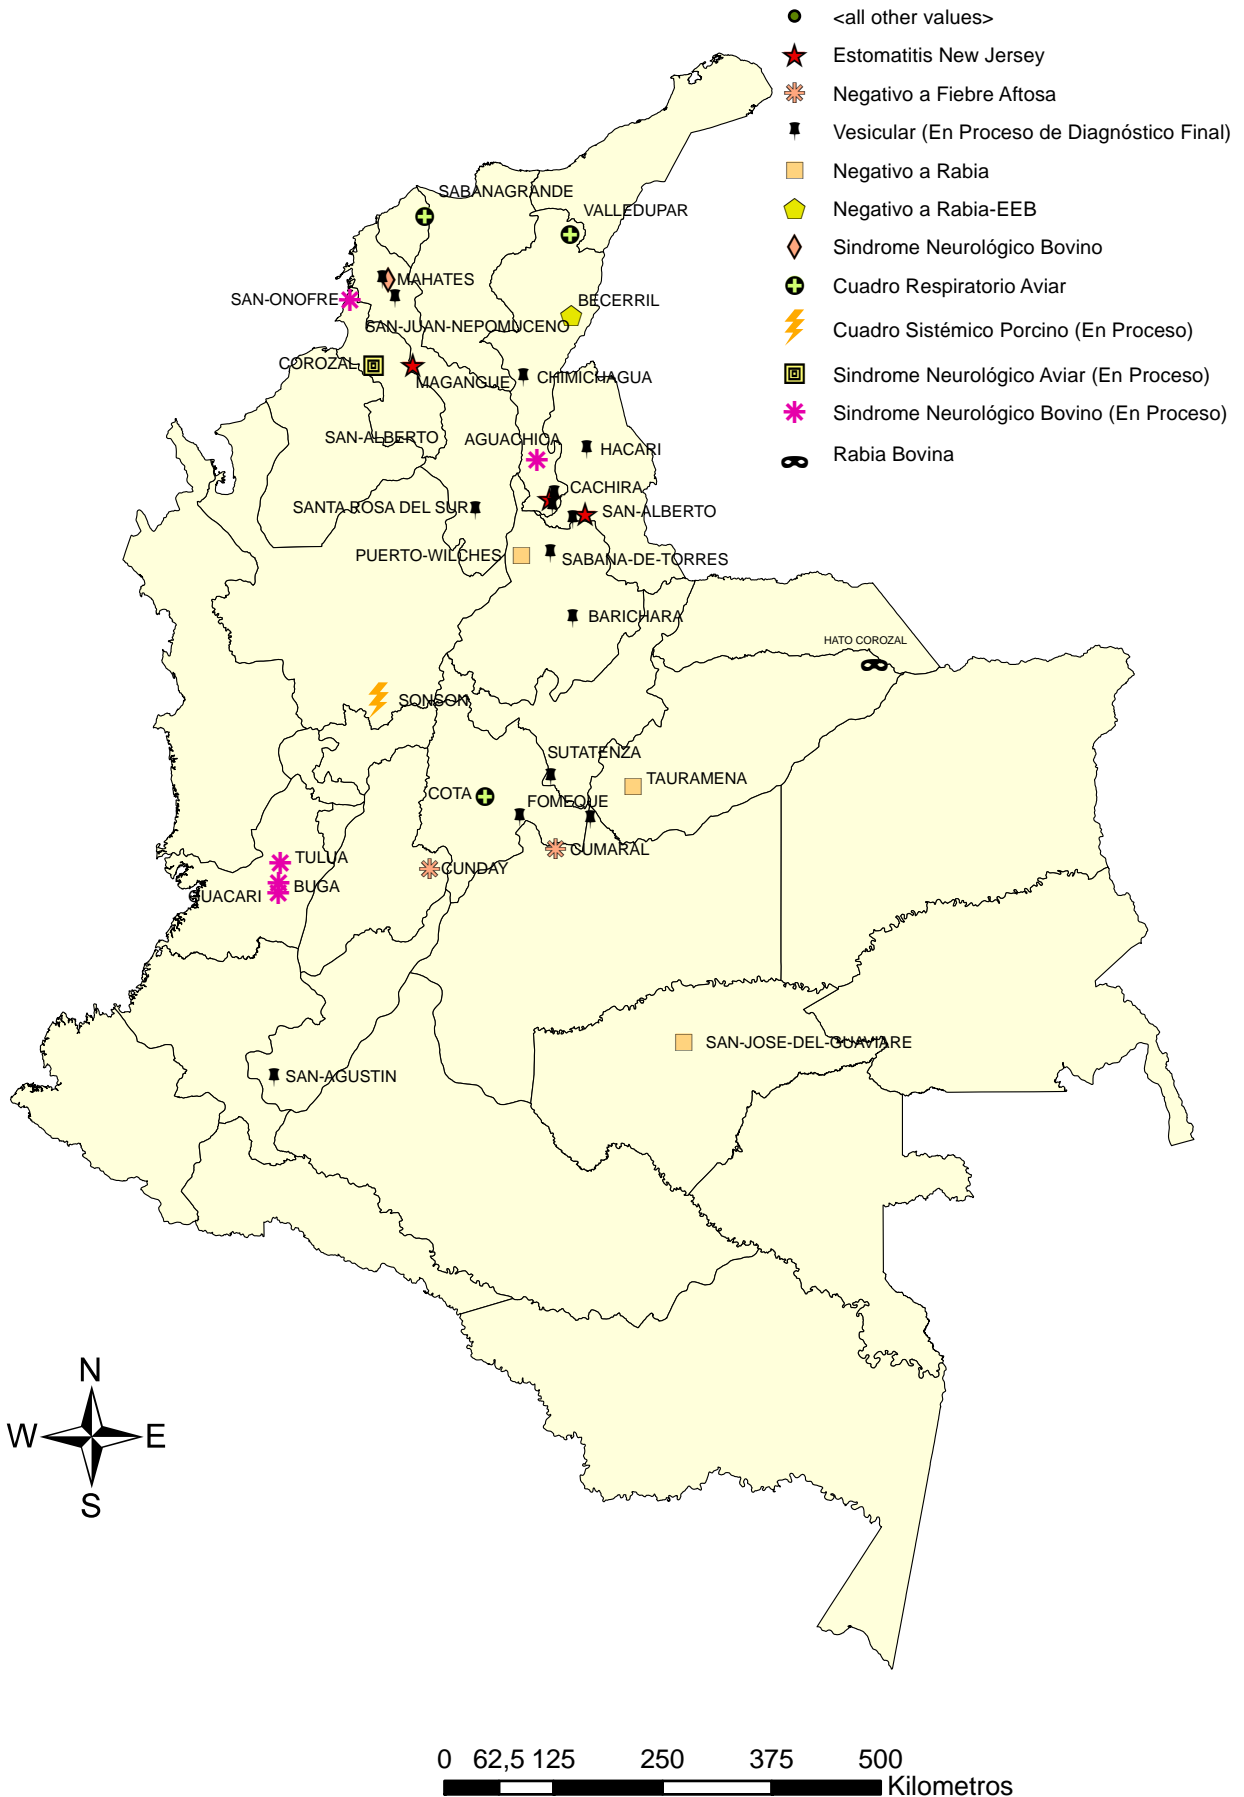 <all other values>
Estomatitis New Jersey
Negativo a Fiebre Aftosa
Vesicular (En Proceso de Diagnóstico Final)
Negativo a Rabia
Negativo a Rabia-EEB
Sindrome Neurológico Bovino
Cuadro Respiratorio Aviar
Cuadro Sistémico Porcino (En Proceso)
Sindrome Neurológico Aviar (En Proceso)
Sindrome Neurológico Bovino (En Proceso)
Rabia Bovina
SABANAGRANDE
VALLEDUPAR
MAHATES
SAN-ONOFRE
BECERRIL
SAN-JUAN-NEPOMUCENO
COROZAL
MAGANGUE
CHIMICHAGUA
SAN-ALBERTO
AGUACHICA
HACARI
CACHIRA
SANTA ROSA DEL SUR
SAN-ALBERTO
PUERTO-WILCHES
SABANA-DE-TORRES
BARICHARA
HATO COROZAL
SONSON
SUTATENZA
TAURAMENA
COTA
FOMEQUE
CUMARAL
TULUA
CUNDAY
BUGA
GUACARI
SAN-JOSE-DEL-GUAVIARE
SAN-AGUSTIN
N
W
E
S
0 62,5 125 250 375 500
Kilometros